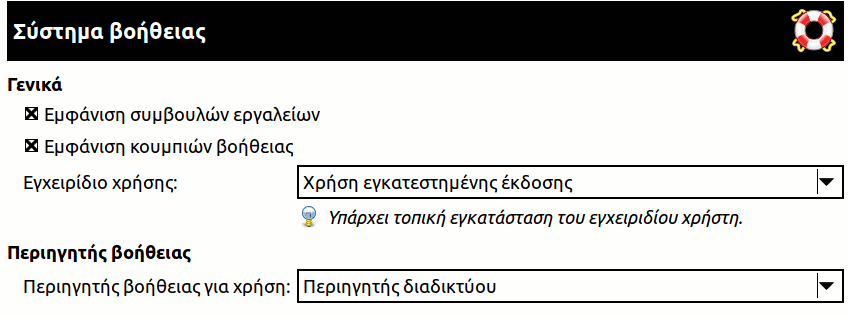 Σύστημα βοήθειας
Γενικά
Εμφάνιση συμβουλών εργαλείων
Εμφάνιση κουμπιών βοήθειας
Εγχειρίδιο χρήσης: Χρήση εγκατεστημένης έκδοσης
Υπάρχει τοπική εγκατάσταση του εγχειριδίου χρήστη.
Περιηγητής βοήθειας
Περιηγητής βοήθειας για χρήση: Περιηγητής διαδικτύου